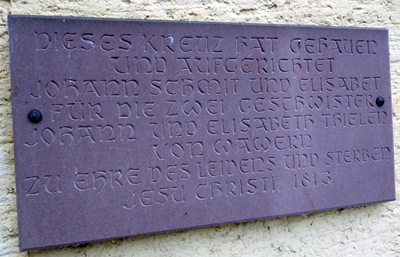 DIESES KREUZ HAT GEHAUEN
UND AUFGERICHTET
JOHANN SCHMIT UND ELISABET
FÜR DIE ZWEI GESCHWISTER
JOHANN UND ELISABETH THIELEN
VON WAWERN
ZU EHRE DES LEIDENS UND STERBEN
JESU CHRISTI. 1813.